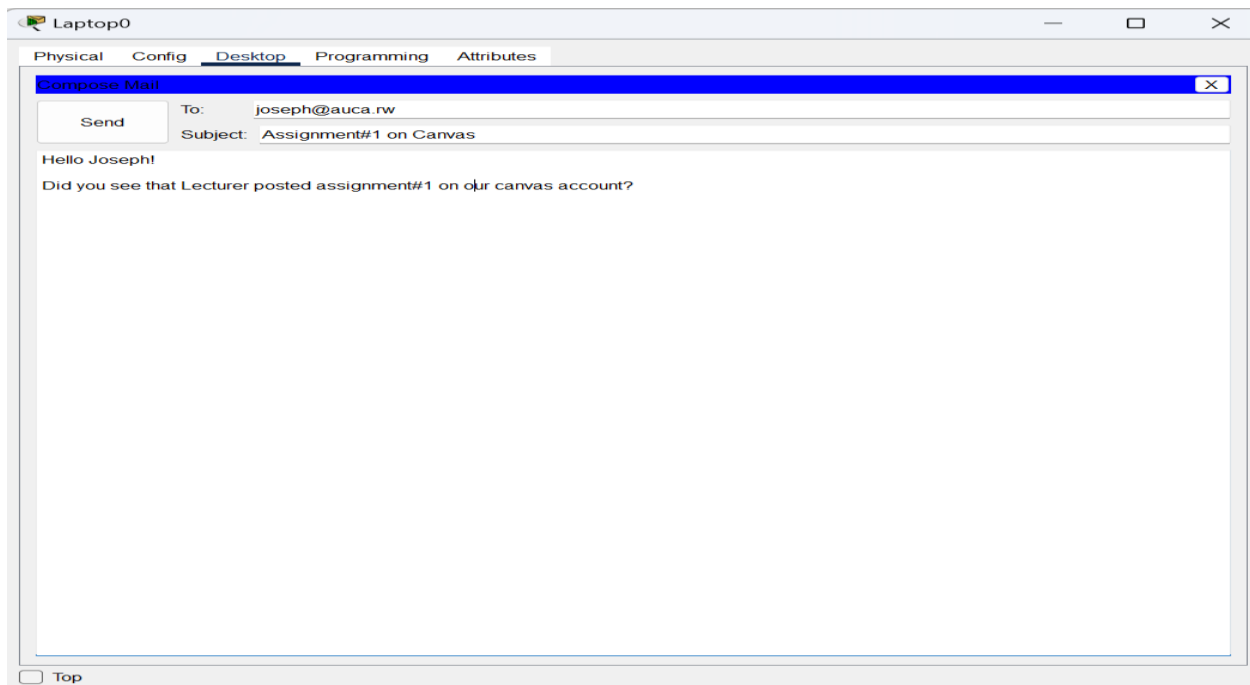 Laptop0
Physical Config Desktop Programming Attributes
Compose Mail
X
Send
To: joseph@auca.rw
Subject: Assignment#1 on Canvas
Hello Joseph!
Did you see that Lecturer posted assignment#1 on our canvas account?
Top